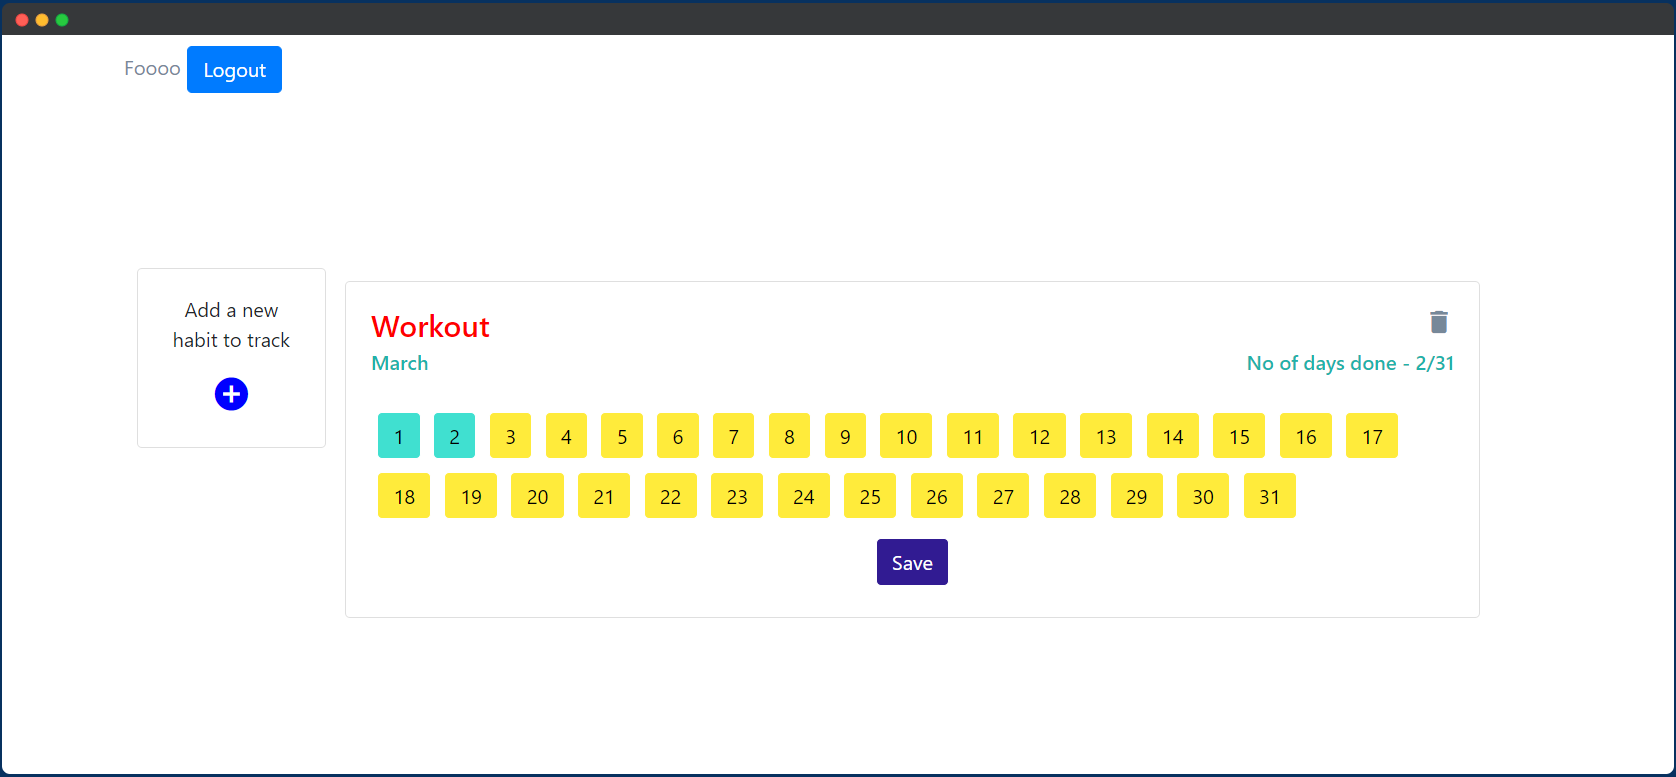 Foooo Logout
Add a new
habit to track
Workout
March No of days done - 2/31
1 2 3 4 5 6 7 8 9 10 11 12 13 14 15 16 17
18 19 20 21 22 23 24 25 26 27 28 29 30 31
Save